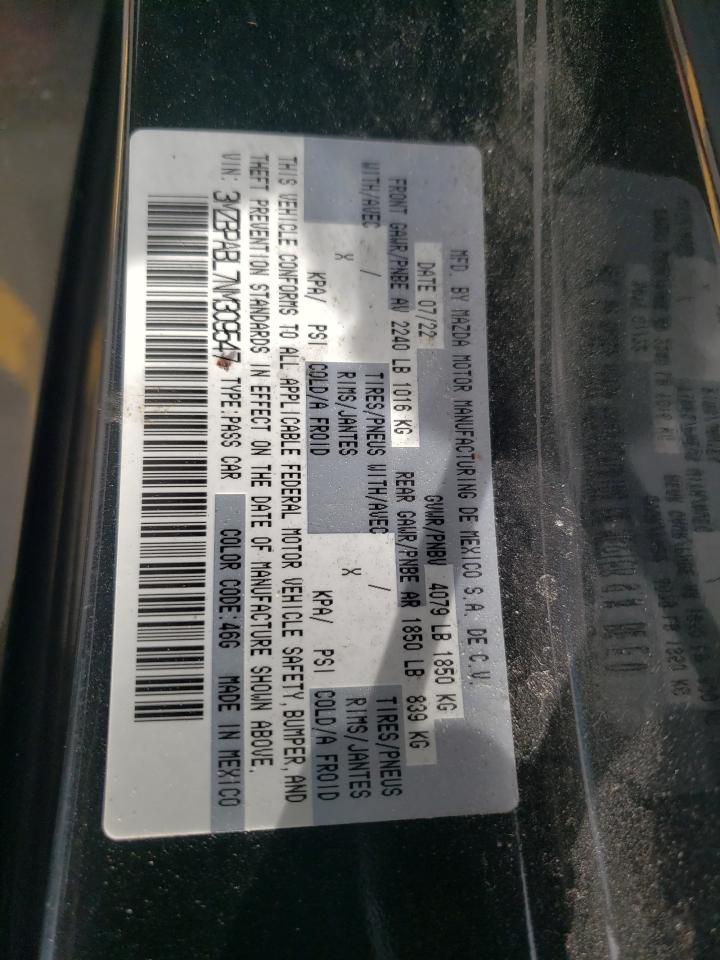 MFD. BY MAZDA MOTOR MANUFACTURING DE MEXICO S.A. DE C.V.
DATE 07/22 GVWR/PNBV 4079 LB 1850 KG
FRONT GAWR/PNBE AV 2240 LB 1016 KG REAR GAWR/PNBE AR 1850 LB 839 KG
WITH/AVEC / TIRES/PNEUS WITH/AVEC / TIRES/PNEUS
X RIMS/JANTES X RIMS/JANTES
KPA/ PSI COLD/A FROID KPA/ PSI COLD/A FROID
THIS VEHICLE CONFORMS TO ALL APPLICABLE FEDERAL MOTOR VEHICLE SAFETY, BUMPER, AND
THEFT PREVENTION STANDARDS IN EFFECT ON THE DATE OF MANUFACTURE SHOWN ABOVE.
VIN: 3MZBPABL7NM309547 TYPE:PASS CAR COLOR CODE:46G MADE IN MEXICO